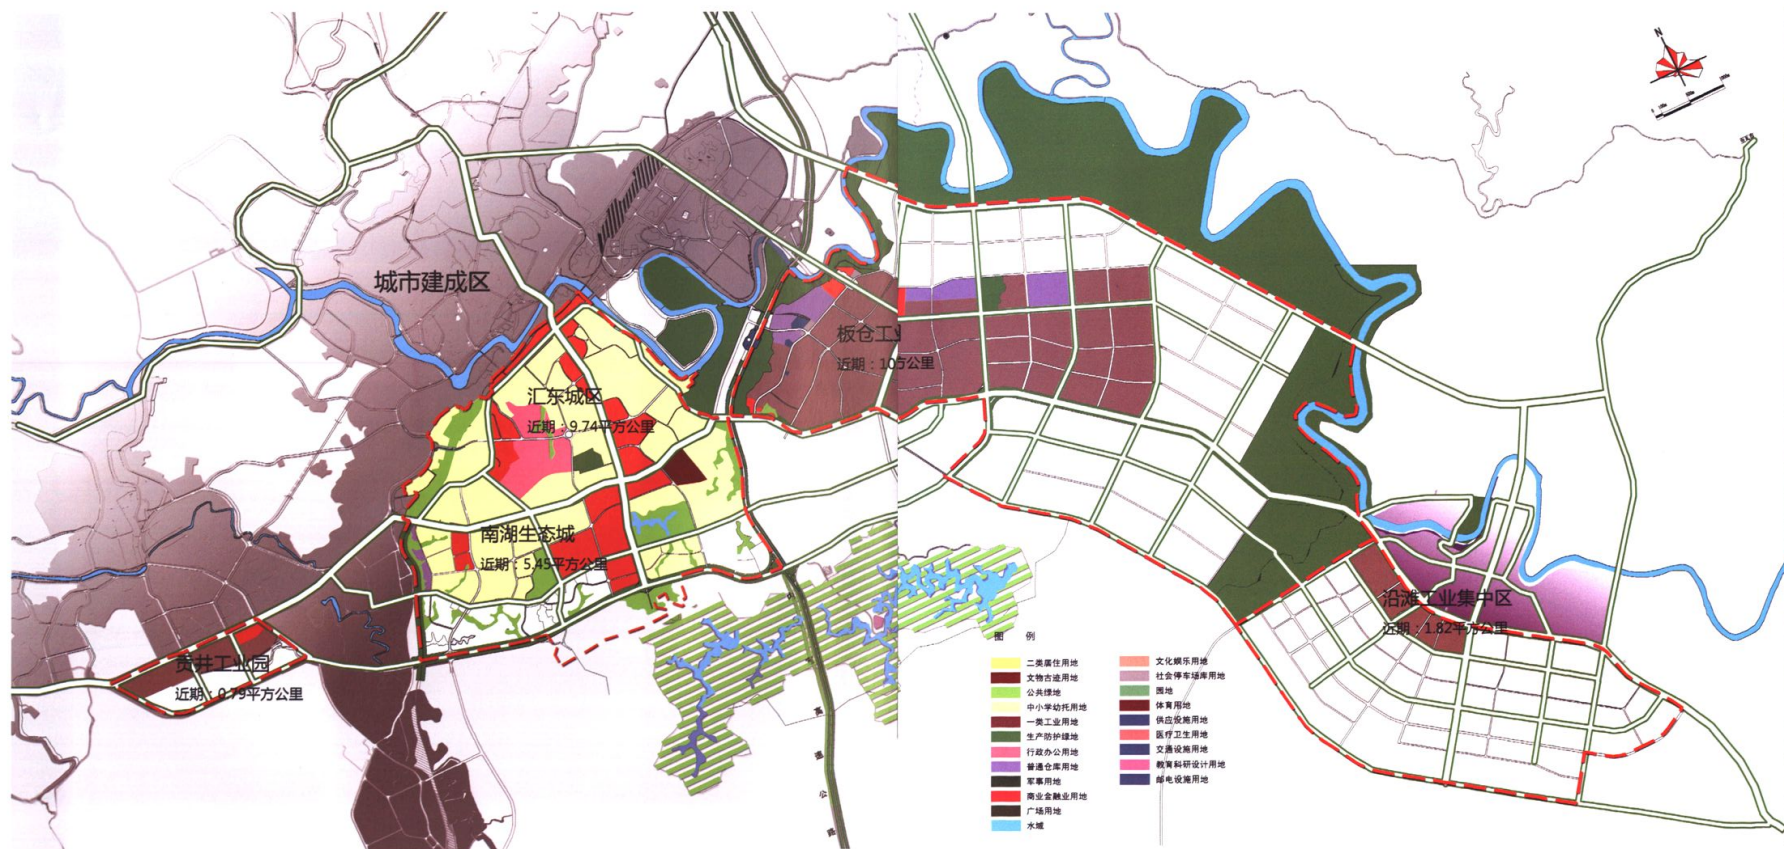 N
城市建成区
板仓工业
近期：10方公里
汇东城区
近期：9.74平方公里
南湖生态城
近期：5.45平方公里
沿滩工业集中区
近期：1.82平方公里
贡井工业园
近期：0.79平方公里
图 例
二类居住用地
文物古迹用地
公共绿地
中小学幼托用地
一类工业用地
生产防护绿地
行政办公用地
普通仓库用地
军事用地
商业金融业用地
广场用地
水域
文化娱乐用地
社会停车场库用地
园地
体育用地
供应设施用地
医疗卫生用地
交通设施用地
教育科研设计用地
邮电设施用地